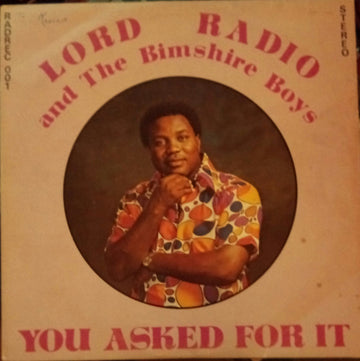 RADREC 001
STEREO
LORD RADIO
and The Bimshire Boys
YOU ASKED FOR IT